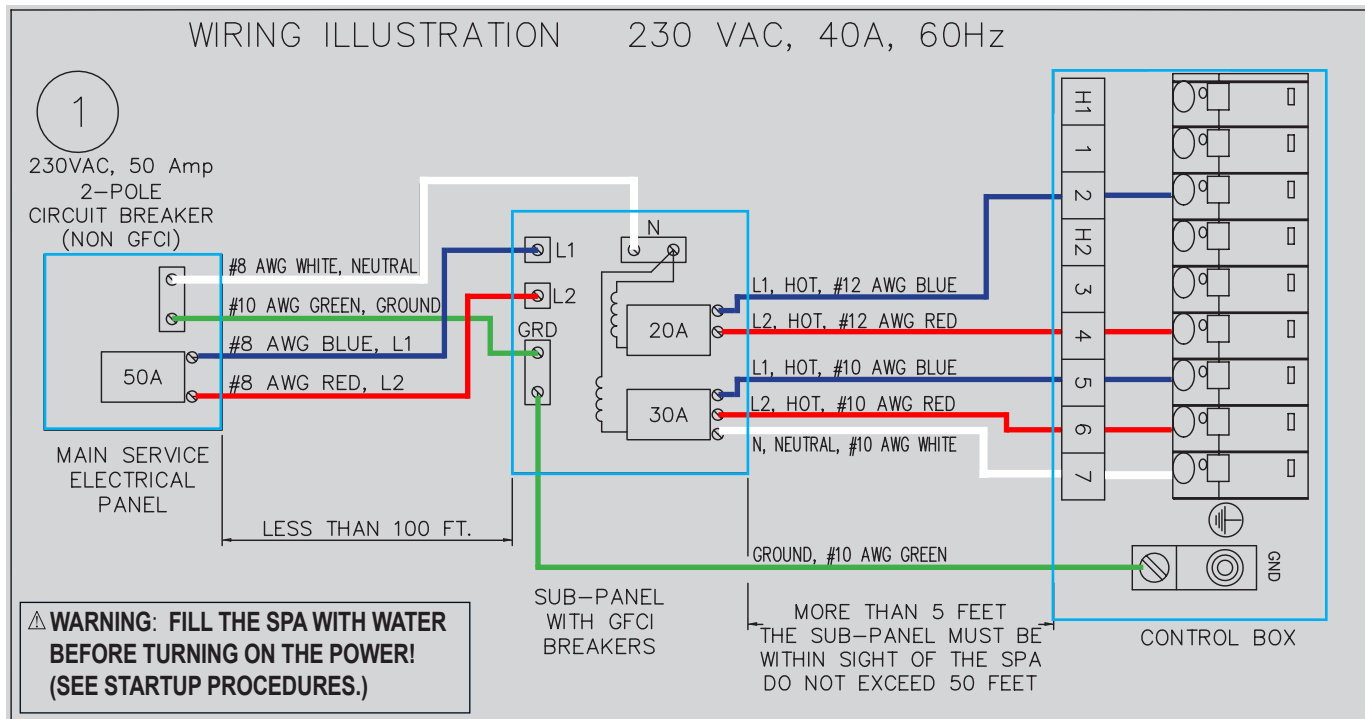 WIRING ILLUSTRATION 230 VAC, 40A, 60Hz
1
230VAC, 50 Amp
2-POLE
CIRCUIT BREAKER
(NON GFCI)
#8 AWG WHITE, NEUTRAL
#10 AWG GREEN, GROUND
#8 AWG BLUE, L1
#8 AWG RED, L2
50A
MAIN SERVICE
ELECTRICAL
PANEL
LESS THAN 100 FT.
N
L1
L2
GRD
20A
30A
SUB-PANEL
WITH GFCI
BREAKERS
L1, HOT, #12 AWG BLUE
L2, HOT, #12 AWG RED
L1, HOT, #10 AWG BLUE
L2, HOT, #10 AWG RED
N, NEUTRAL, #10 AWG WHITE
GROUND, #10 AWG GREEN
MORE THAN 5 FEET
THE SUB-PANEL MUST BE
WITHIN SIGHT OF THE SPA
DO NOT EXCEED 50 FEET
H1
1
2
H2
3
4
5
6
7
GND
CONTROL BOX
⚠ WARNING: FILL THE SPA WITH WATER
BEFORE TURNING ON THE POWER!
(SEE STARTUP PROCEDURES.)